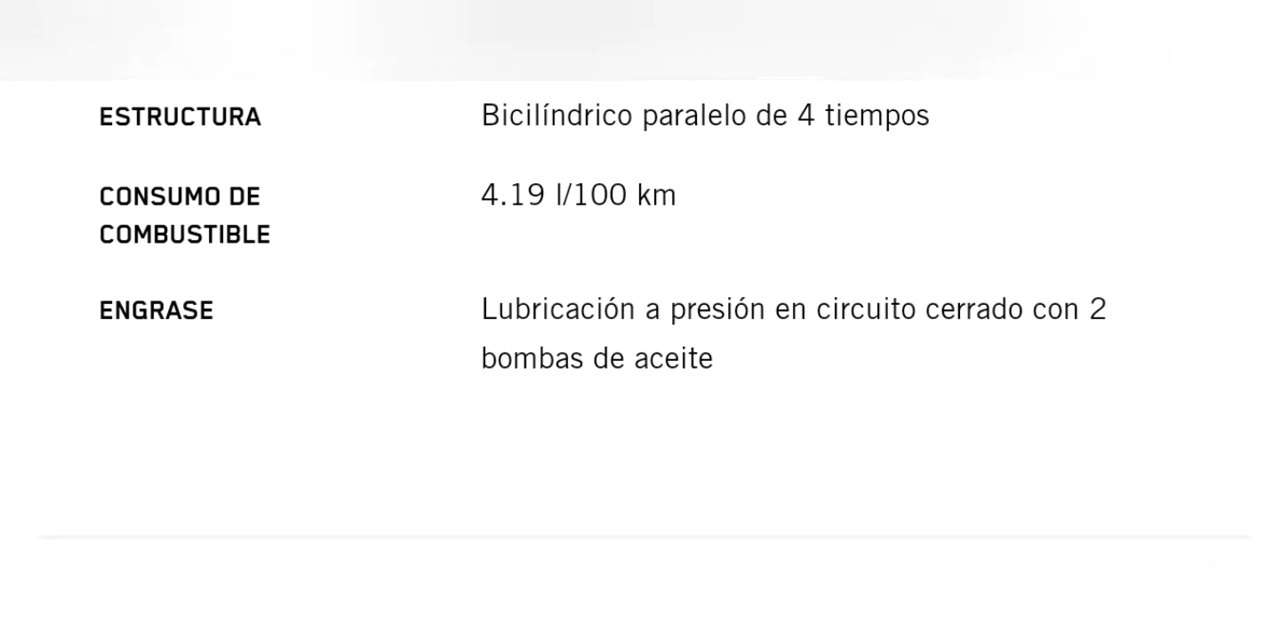 ESTRUCTURA Bicilíndrico paralelo de 4 tiempos
CONSUMO DE 4.19 l/100 km
COMBUSTIBLE
ENGRASE Lubricación a presión en circuito cerrado con 2
bombas de aceite